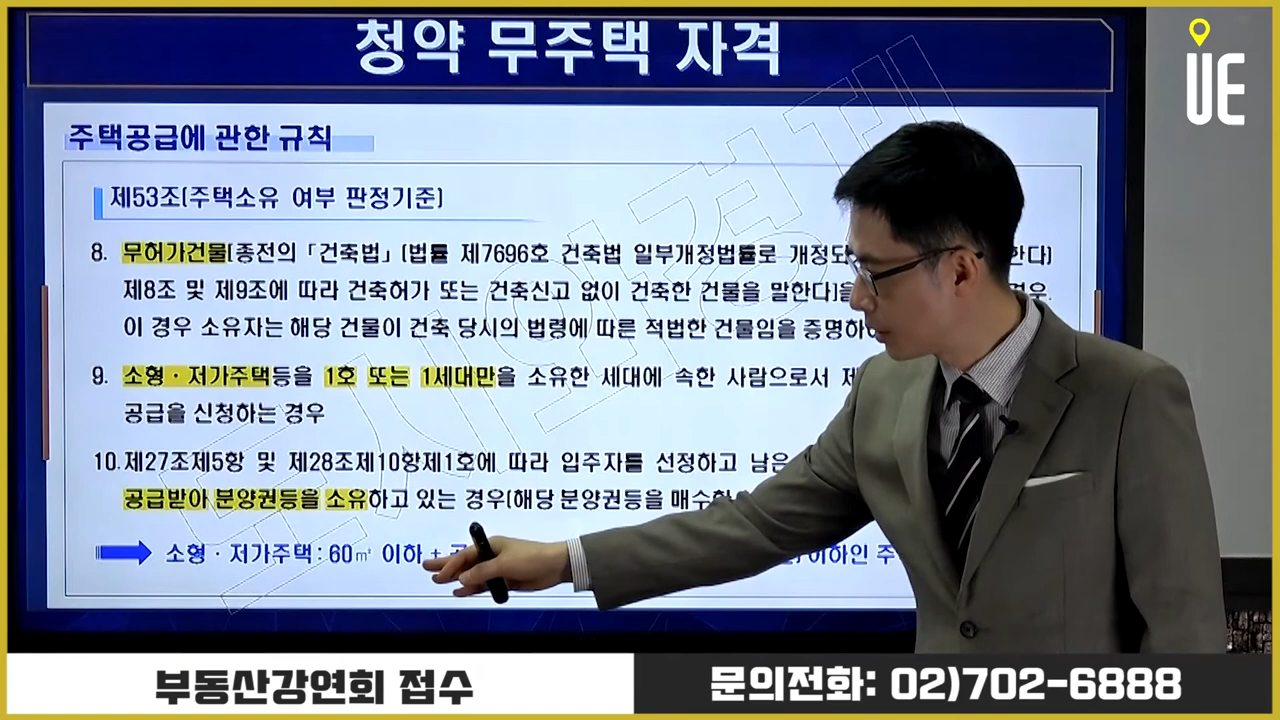 청약 무주택 자격
UE
주택공급에 관한 규칙
제53조(주택소유 여부 판정기준)
8. 무허가건물(종전의 「건축법」(법률 제7696호 건축법 일부개정법률로 개정되 한다)
제8조 및 제9조에 따라 건축허가 또는 건축신고 없이 건축한 건물을 말한다)을 경우.
이 경우 소유자는 해당 건물이 건축 당시의 법령에 따른 적법한 건물임을 증명하
9. 소형·저가주택등을 1호 또는 1세대만을 소유한 세대에 속한 사람으로서 제
공급을 신청하는 경우
10. 제27조제5항 및 제28조제10항제1호에 따라 입주자를 선정하고 남은
공급받아 분양권등을 소유하고 있는 경우(해당 분양권등을 매수한
소형·저가주택 : 60㎡ 이하 + 이하인 주
도시와경제
부동산강연회 접수
문의전화: 02)702-6888